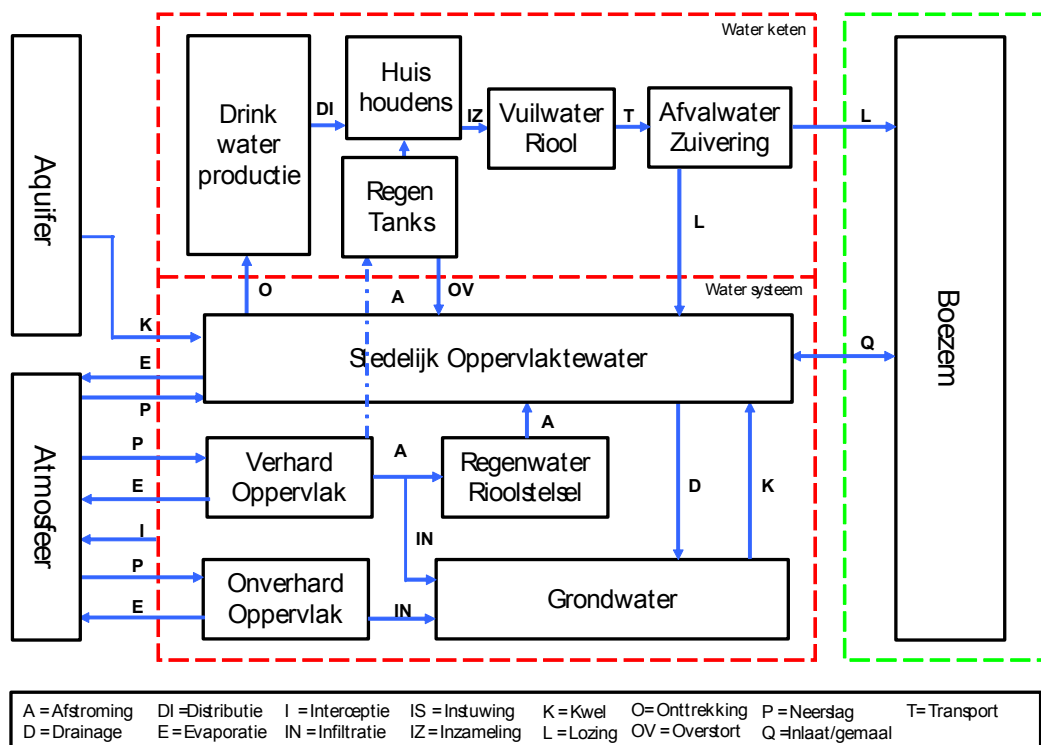 Water keten
Aquifer
Drink
water
productie
DI
Huis
houdens
IZ
Vuilwater
Riool
T
Afvalwater
Zuivering
L
Regen
Tanks
L
O
A
OV
Water systeem
K
Stedelijk Oppervlaktewater
Q
Boezem
E
P
Atmosfeer
P
Verhard
Oppervlak
A
A
Regenwater
Rioolstelsel
D
K
E
I
IN
P
Onverhard
Oppervlak
IN
Grondwater
E
A = Afstroming DI =Distributie I = Interceptie IS = Instuwing K = Kwel O= Onttrekking P = Neerslag T= Transport
D = Drainage E = Evaporatie IN = Infiltratie IZ = Inzameling L = Lozing OV = Overstort Q =Inlaat/gemaal